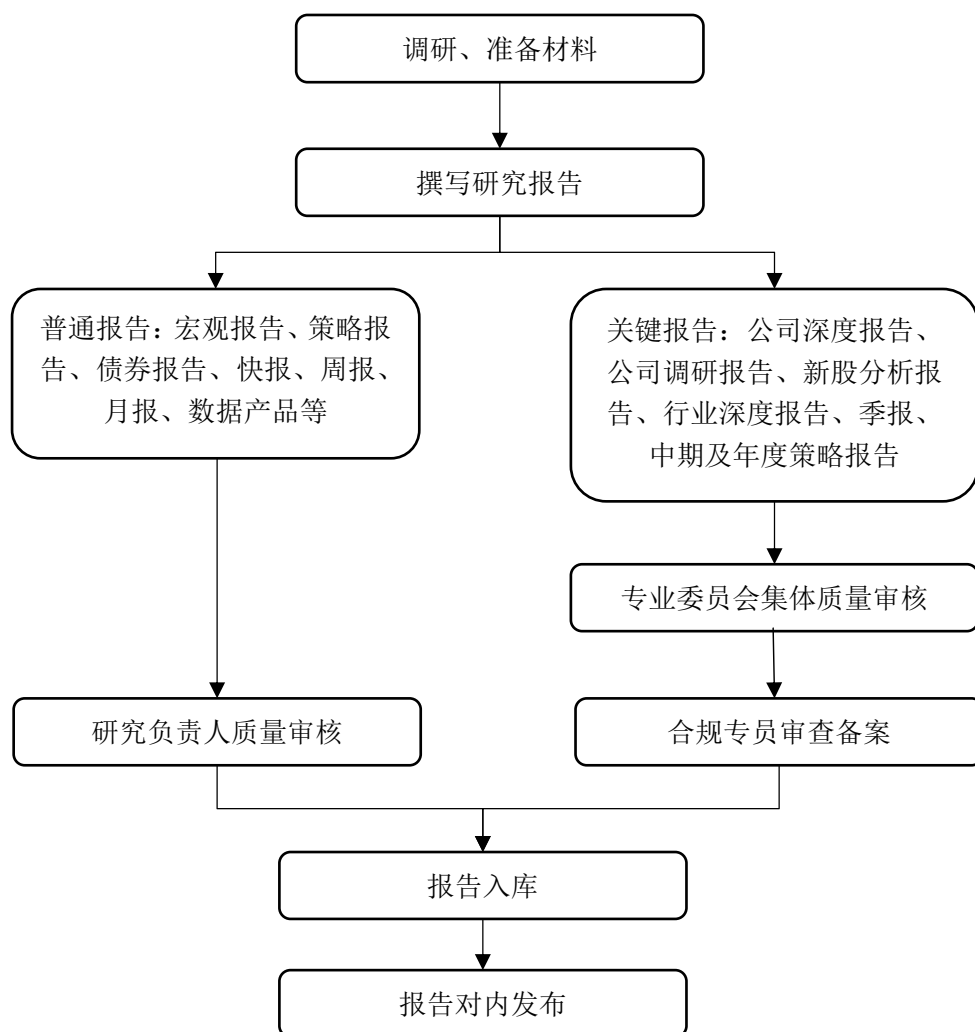 调研、准备材料
撰写研究报告
普通报告：宏观报告、策略报
告、债券报告、快报、周报、
月报、数据产品等
关键报告：公司深度报告、
公司调研报告、新股分析报
告、行业深度报告、季报、
中期及年度策略报告
专业委员会集体质量审核
研究负责人质量审核
合规专员审查备案
报告入库
报告对内发布